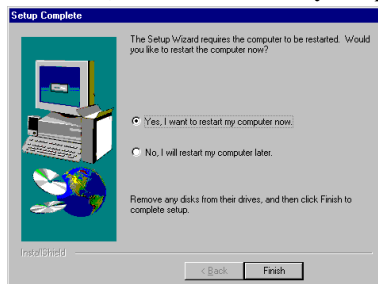 Setup Complete
The Setup Wizard requires the computer to be restarted. Would
you like to restart the computer now?
Yes, I want to restart my computer now.
No, I will restart my computer later.
Remove any disks from their drives, and then click Finish to
complete setup.
InstallShield
< Back Finish